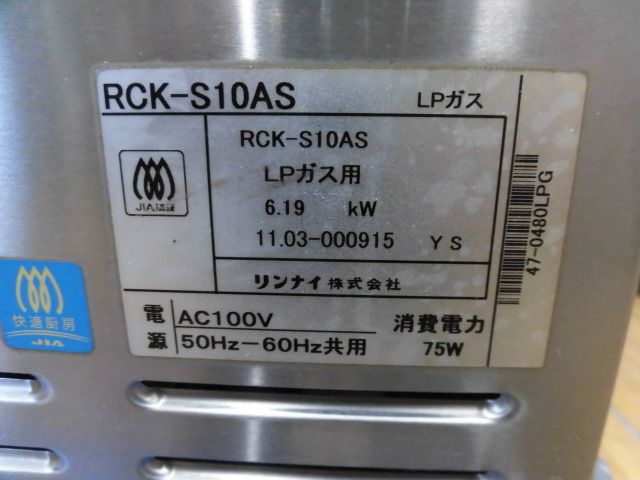 RCK-S10AS LPガス
RCK-S10AS
LPガス用
6.19 kW
11.03-000915 YS
リンナイ株式会社
JIA認証
電源
AC100V
50Hz-60Hz共用
消費電力
75W
47-0480LPG
快適厨房
JIA